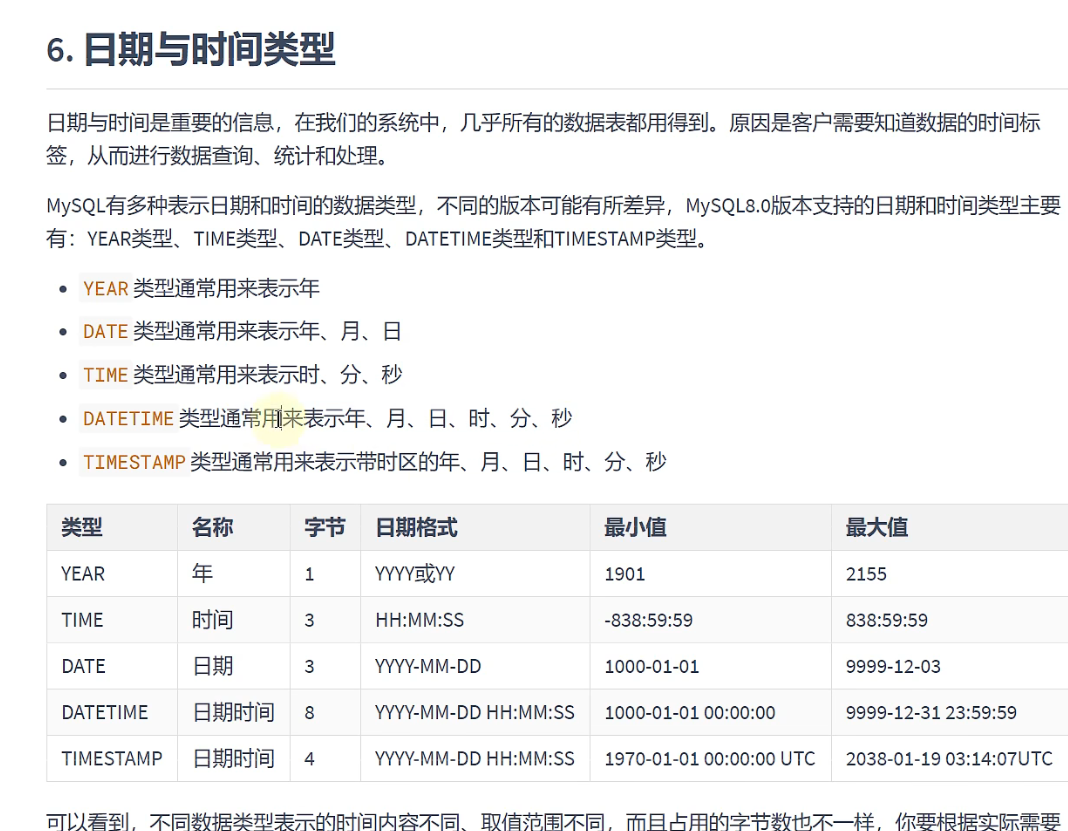 6. 日期与时间类型
日期与时间是重要的信息，在我们的系统中，几乎所有的数据表都用得到。原因是客户需要知道数据的时间标
签，从而进行数据查询、统计和处理。
MySQL有多种表示日期和时间的数据类型，不同的版本可能有所差异，MySQL8.0版本支持的日期和时间类型主要
有：YEAR类型、TIME类型、DATE类型、DATETIME类型和TIMESTAMP类型。
• YEAR 类型通常用来表示年
• DATE 类型通常用来表示年、月、日
• TIME 类型通常用来表示时、分、秒
• DATETIME 类型通常用来表示年、月、日、时、分、秒
• TIMESTAMP 类型通常用来表示带时区的年、月、日、时、分、秒
类型 名称 字节 日期格式 最小值 最大值
YEAR 年 1 YYYY或YY 1901 2155
TIME 时间 3 HH:MM:SS -838:59:59 838:59:59
DATE 日期 3 YYYY-MM-DD 1000-01-01 9999-12-03
DATETIME 日期时间 8 YYYY-MM-DD HH:MM:SS 1000-01-01 00:00:00 9999-12-31 23:59:59
TIMESTAMP 日期时间 4 YYYY-MM-DD HH:MM:SS 1970-01-01 00:00:00 UTC 2038-01-19 03:14:07UTC
可以看到，不同数据类型表示的时间内容不同、取值范围不同，而且占用的字节数也不一样，你要根据实际需要